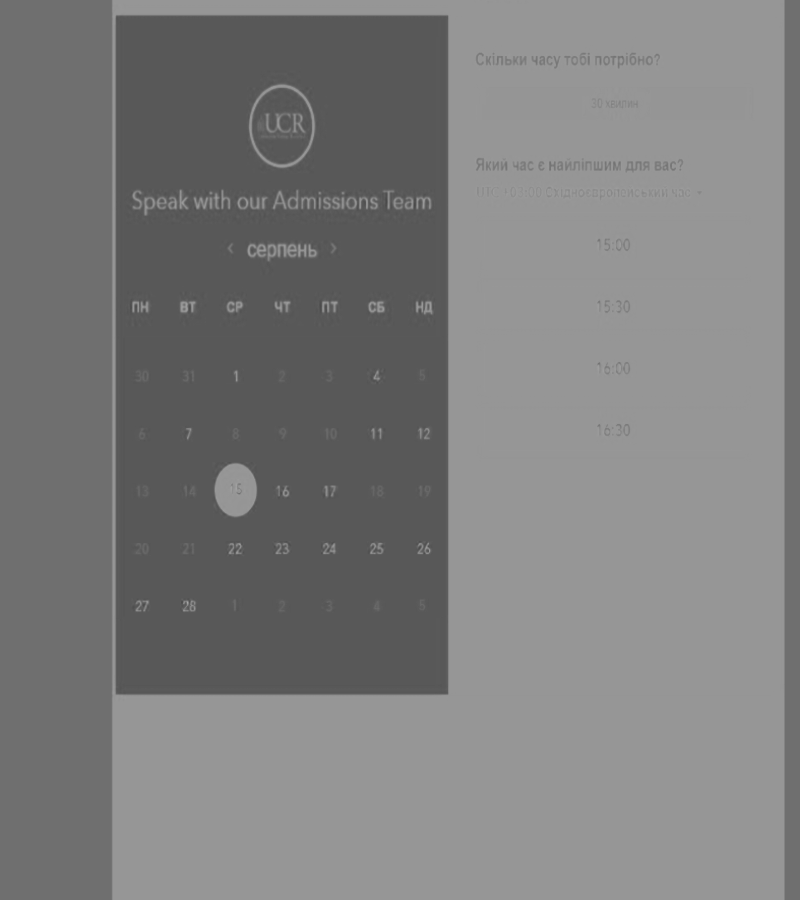 UCR
Speak with our Admissions Team
‹ серпень ›
ПН ВТ СР ЧТ ПТ СБ НД
30 31 1 2 3 4 5
6 7 8 9 10 11 12
13 14 15 16 17 18 19
20 21 22 23 24 25 26
27 28 1 2 3 4 5
Скільки часу тобі потрібно?
30 хвилин
Який час є найліпшим для вас?
Східноєвропейський час
15:00
15:30
16:00
16:30